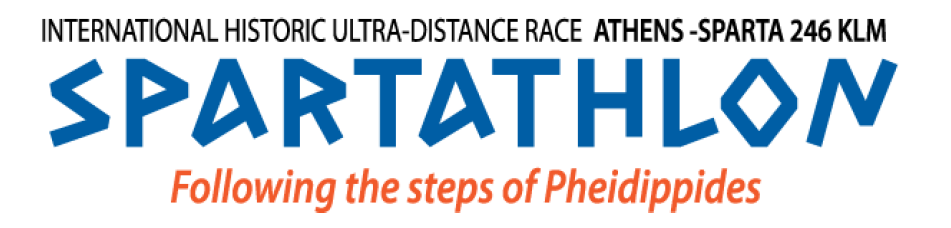 INTERNATIONAL HISTORIC ULTRA-DISTANCE RACE ATHENS -SPARTA 246 KLM
SPARTATHLON
Following the steps of Pheidippides